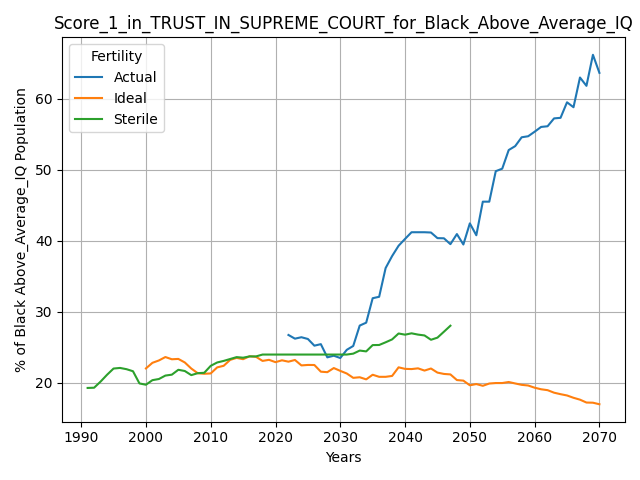 Score_1_in_TRUST_IN_SUPREME_COURT_for_Black_Above_Average_IQ
Fertility
Actual
Ideal
Sterile
% of Black Above_Average_IQ Population
60
50
40
30
20
1990 2000 2010 2020 2030 2040 2050 2060 2070
Years